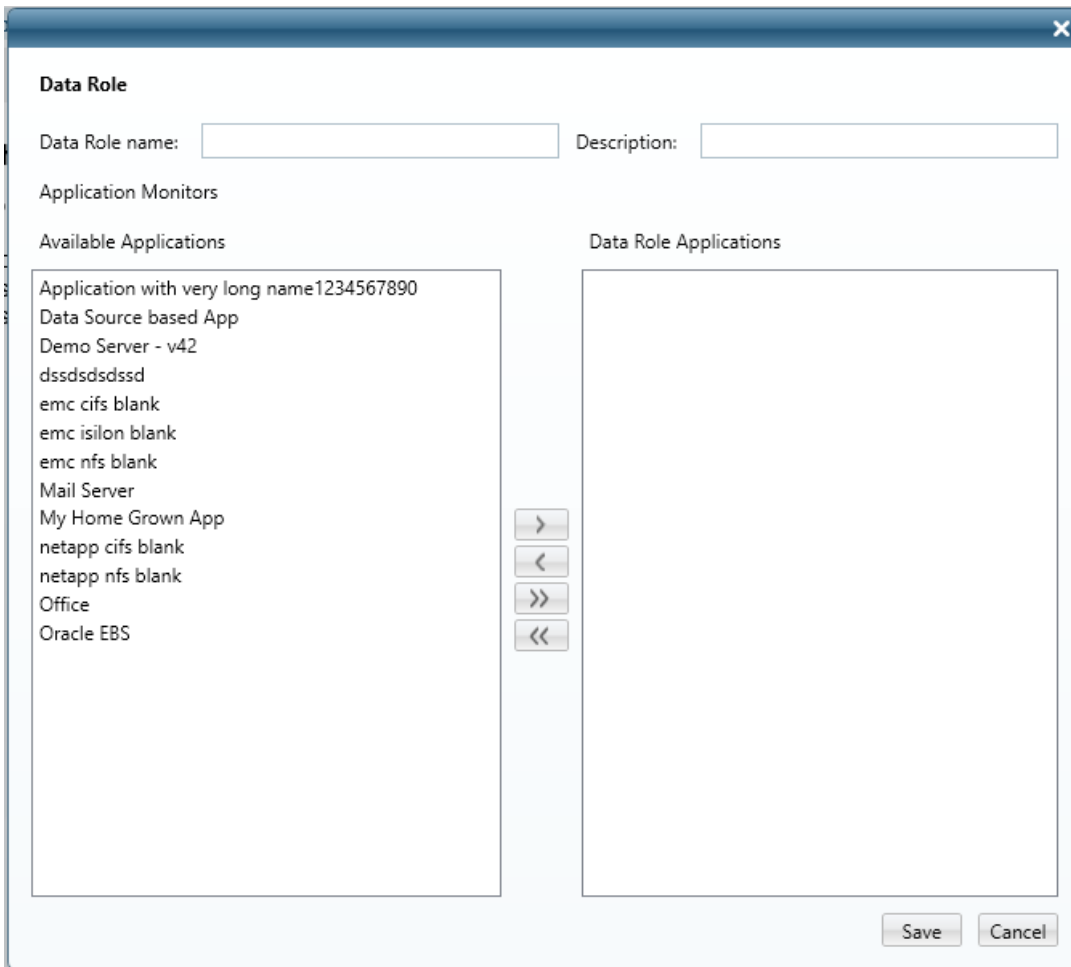 Data Role
Data Role name: Description:
Application Monitors
Available Applications Data Role Applications
Application with very long name1234567890
Data Source based App
Demo Server - v42
dssdsdsdssd
emc cifs blank
emc isilon blank
emc nfs blank
Mail Server
My Home Grown App
netapp cifs blank
netapp nfs blank
Office
Oracle EBS
Save Cancel